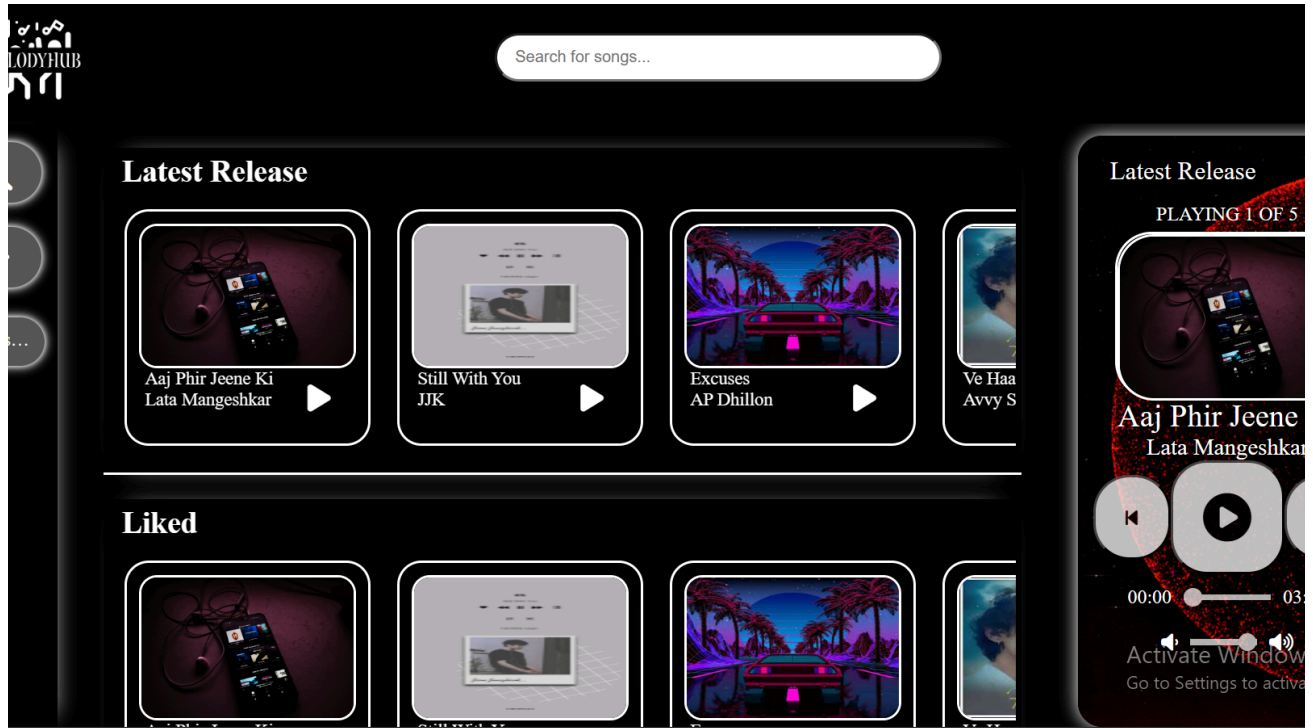 LODYHUB
Search for songs...
Latest Release
Aaj Phir Jeene Ki
Lata Mangeshkar
Still With You
JJK
Excuses
AP Dhillon
Ve Haa
Avvy S
Liked
Latest Release
PLAYING 1 OF 5
Aaj Phir Jeene
Lata Mangeshkar
00:00
03:
Activate Window
Go to Settings to activa